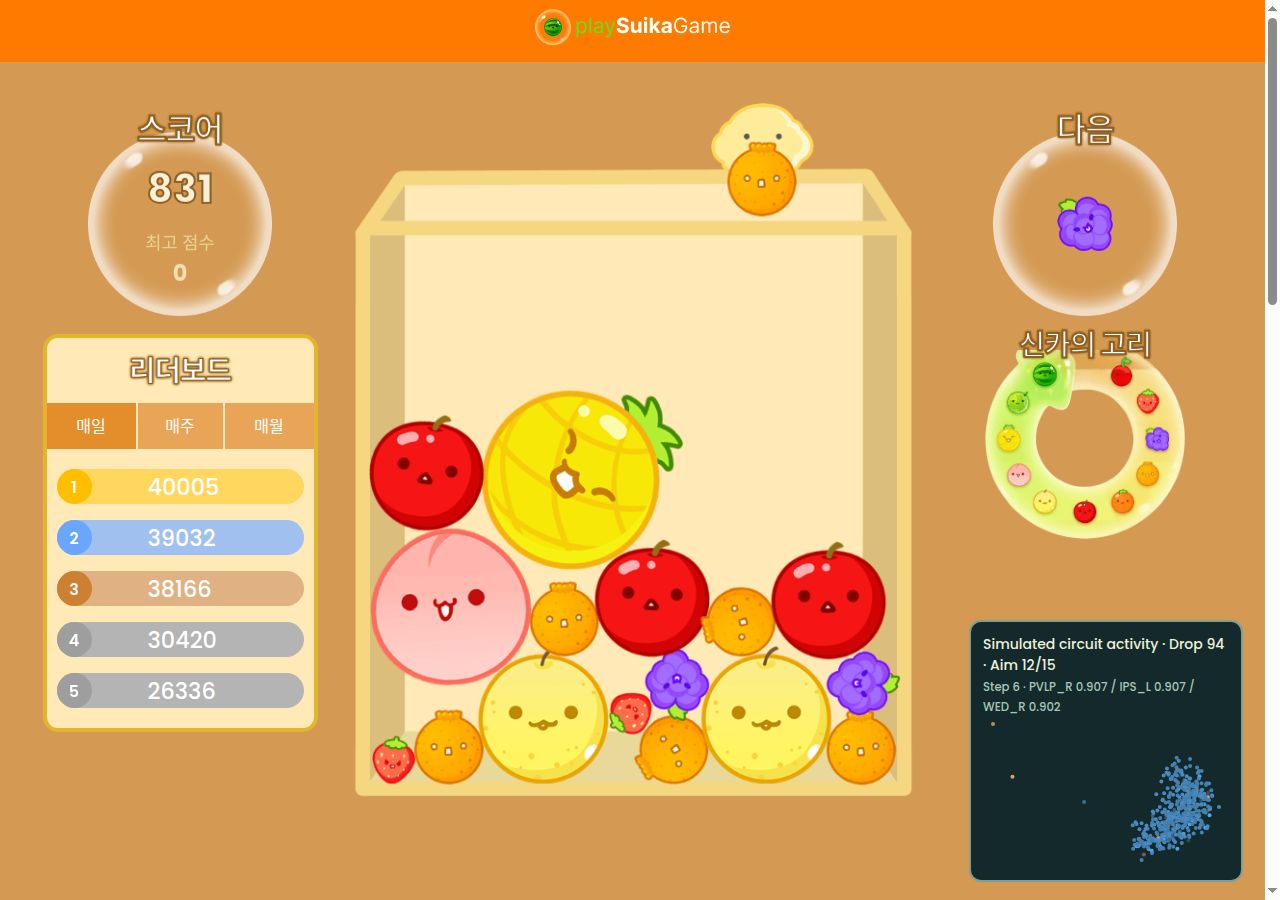 playSuikaGame
스코어
831
최고 점수
0
다음
신카의 고리
리더보드
매일 매주 매월
1 40005
2 39032
3 38166
4 30420
5 26336
Simulated circuit activity · Drop 94
· Aim 12/15
Step 6 · PVLP_R 0.907 / IPS_L 0.907 /
WED_R 0.902